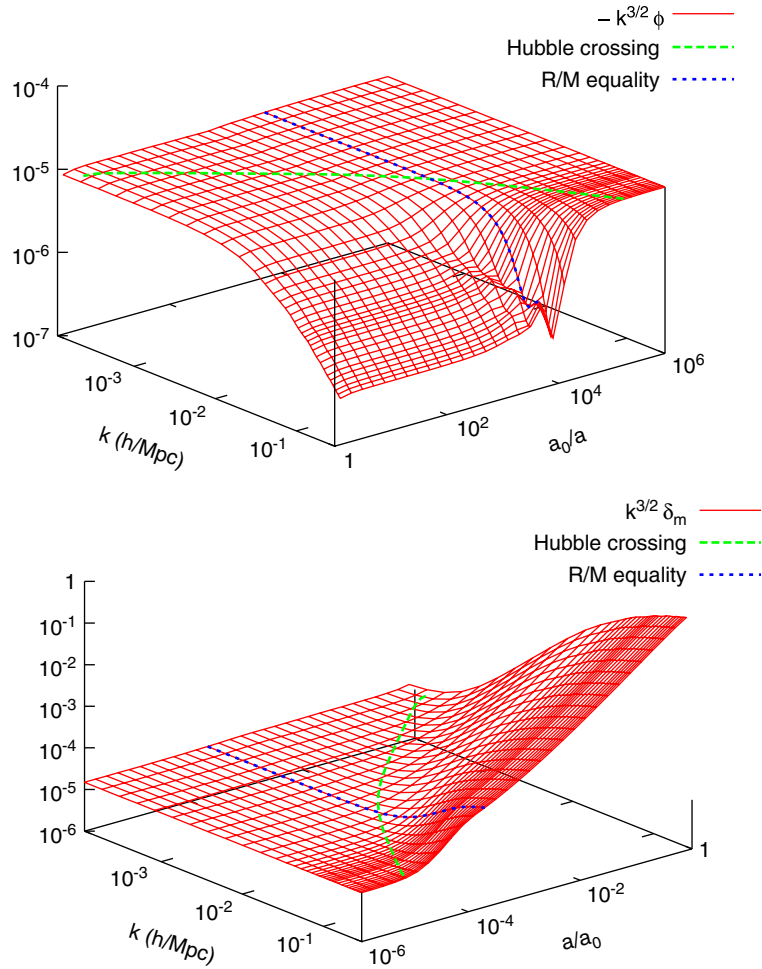 − k^3/2 ϕ
Hubble crossing
R/M equality
10^-4
10^-5
10^-6
10^-7
10^-3
10^-2
10^-1
k (h/Mpc)
1
10^2
10^4
10^6
a_0/a
k^3/2 δ_m
Hubble crossing
R/M equality
1
10^-1
10^-2
10^-3
10^-4
10^-5
10^-6
10^-3
10^-2
10^-1
k (h/Mpc)
10^-6
10^-4
10^-2
1
a/a_0